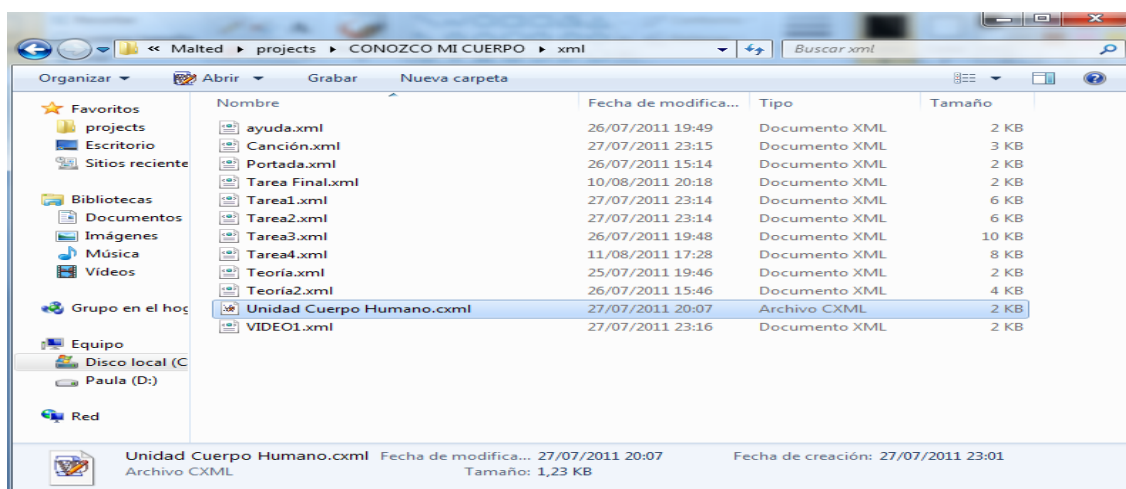 « Malted ▸ projects ▸ CONOZCO MI CUERPO ▸ xml Buscar xml
Organizar Abrir Grabar Nueva carpeta
Favoritos
projects
Escritorio
Sitios reciente
Bibliotecas
Documentos
Imágenes
Música
Vídeos
Grupo en el hog
Equipo
Disco local (C
Paula (D:)
Red
Nombre Fecha de modifica... Tipo Tamaño
ayuda.xml 26/07/2011 19:49 Documento XML 2 KB
Canción.xml 27/07/2011 23:15 Documento XML 3 KB
Portada.xml 26/07/2011 15:14 Documento XML 2 KB
Tarea Final.xml 10/08/2011 20:18 Documento XML 2 KB
Tarea1.xml 27/07/2011 23:14 Documento XML 6 KB
Tarea2.xml 27/07/2011 23:14 Documento XML 6 KB
Tarea3.xml 26/07/2011 19:48 Documento XML 10 KB
Tarea4.xml 11/08/2011 17:28 Documento XML 8 KB
Teoría.xml 25/07/2011 19:46 Documento XML 2 KB
Teoría2.xml 26/07/2011 15:46 Documento XML 4 KB
Unidad Cuerpo Humano.cxml 27/07/2011 20:07 Archivo CXML 2 KB
VIDEO1.xml 27/07/2011 23:16 Documento XML 2 KB
Unidad Cuerpo Humano.cxml Fecha de modifica... 27/07/2011 20:07 Fecha de creación: 27/07/2011 23:01
Archivo CXML Tamaño: 1,23 KB